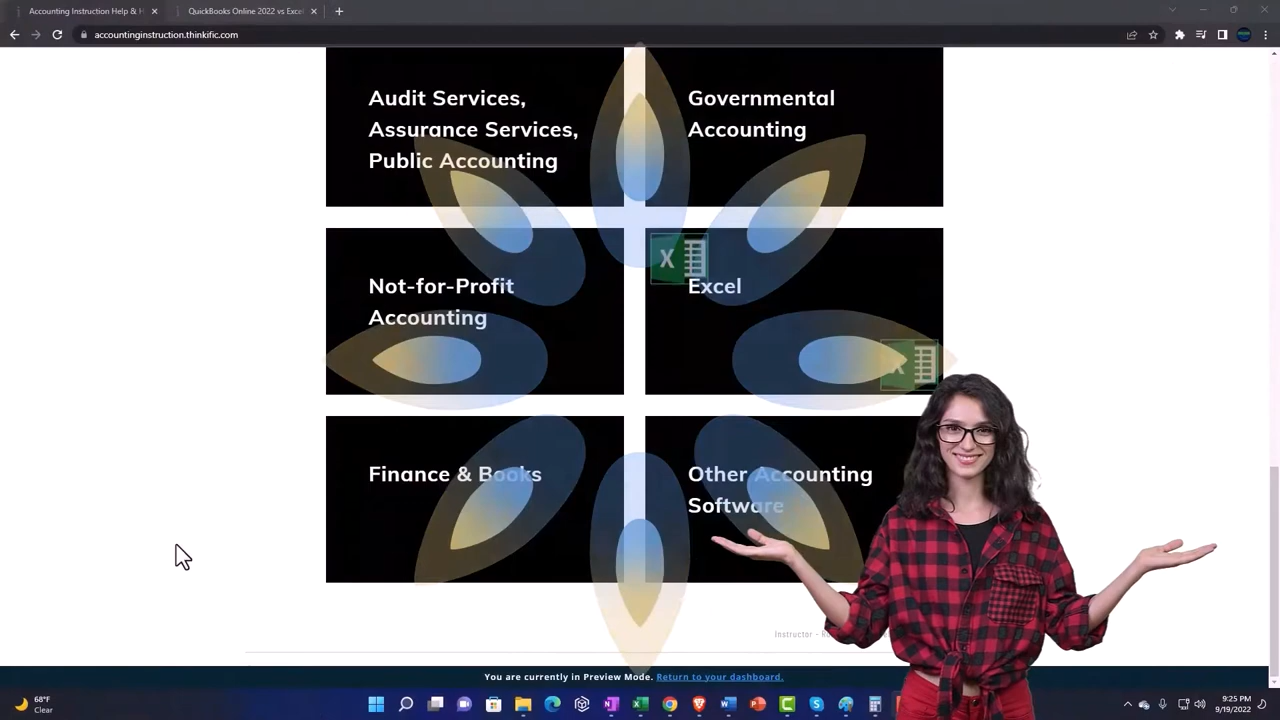 Accounting Instruction Help & H
QuickBooks Online 2022 vs Excel
accountinginstruction.thinkific.com
Audit Services,
Assurance Services,
Public Accounting
Governmental
Accounting
Not-for-Profit
Accounting
X
Excel
X
Finance & Books
Other Accounting
Software
Instructor -
You are currently in Preview Mode. Return to your dashboard.
68°F
Clear
9:25 PM
9/19/2022